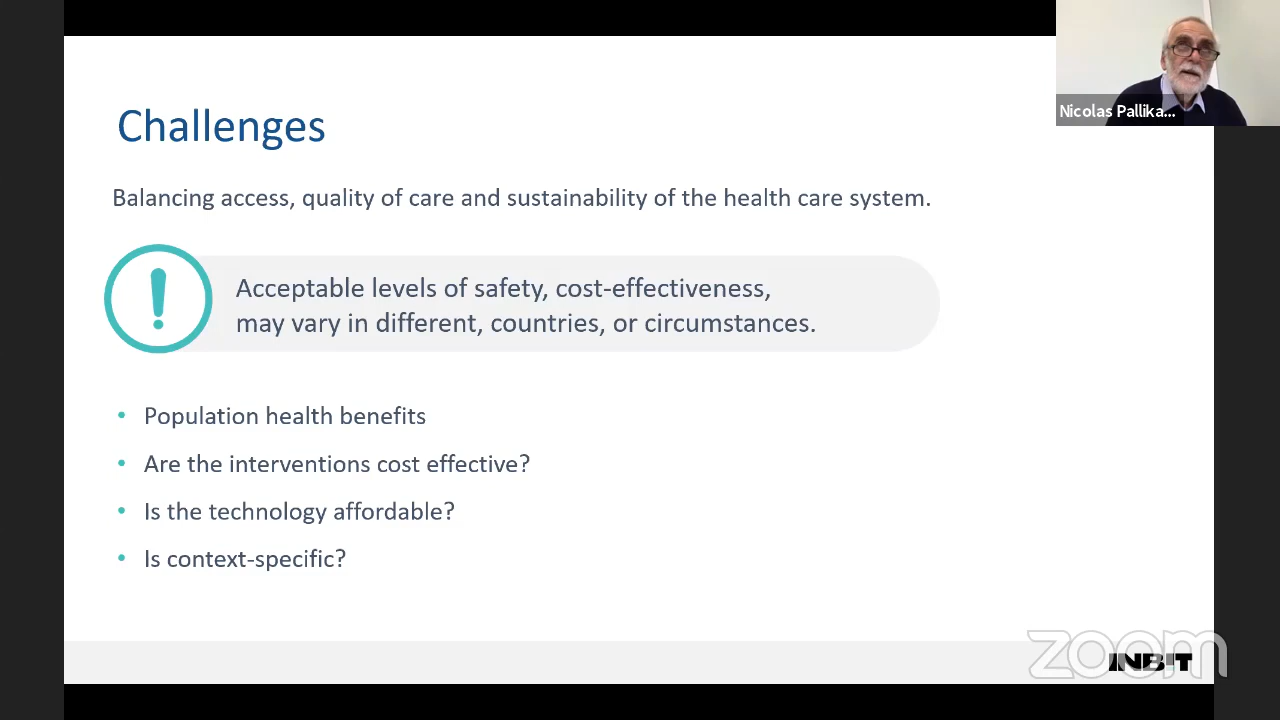 Nicolas Pallika...
Challenges
Balancing access, quality of care and sustainability of the health care system.
Acceptable levels of safety, cost-effectiveness,
may vary in different, countries, or circumstances.
• Population health benefits
• Are the interventions cost effective?
• Is the technology affordable?
• Is context-specific?
zoom
INB!T